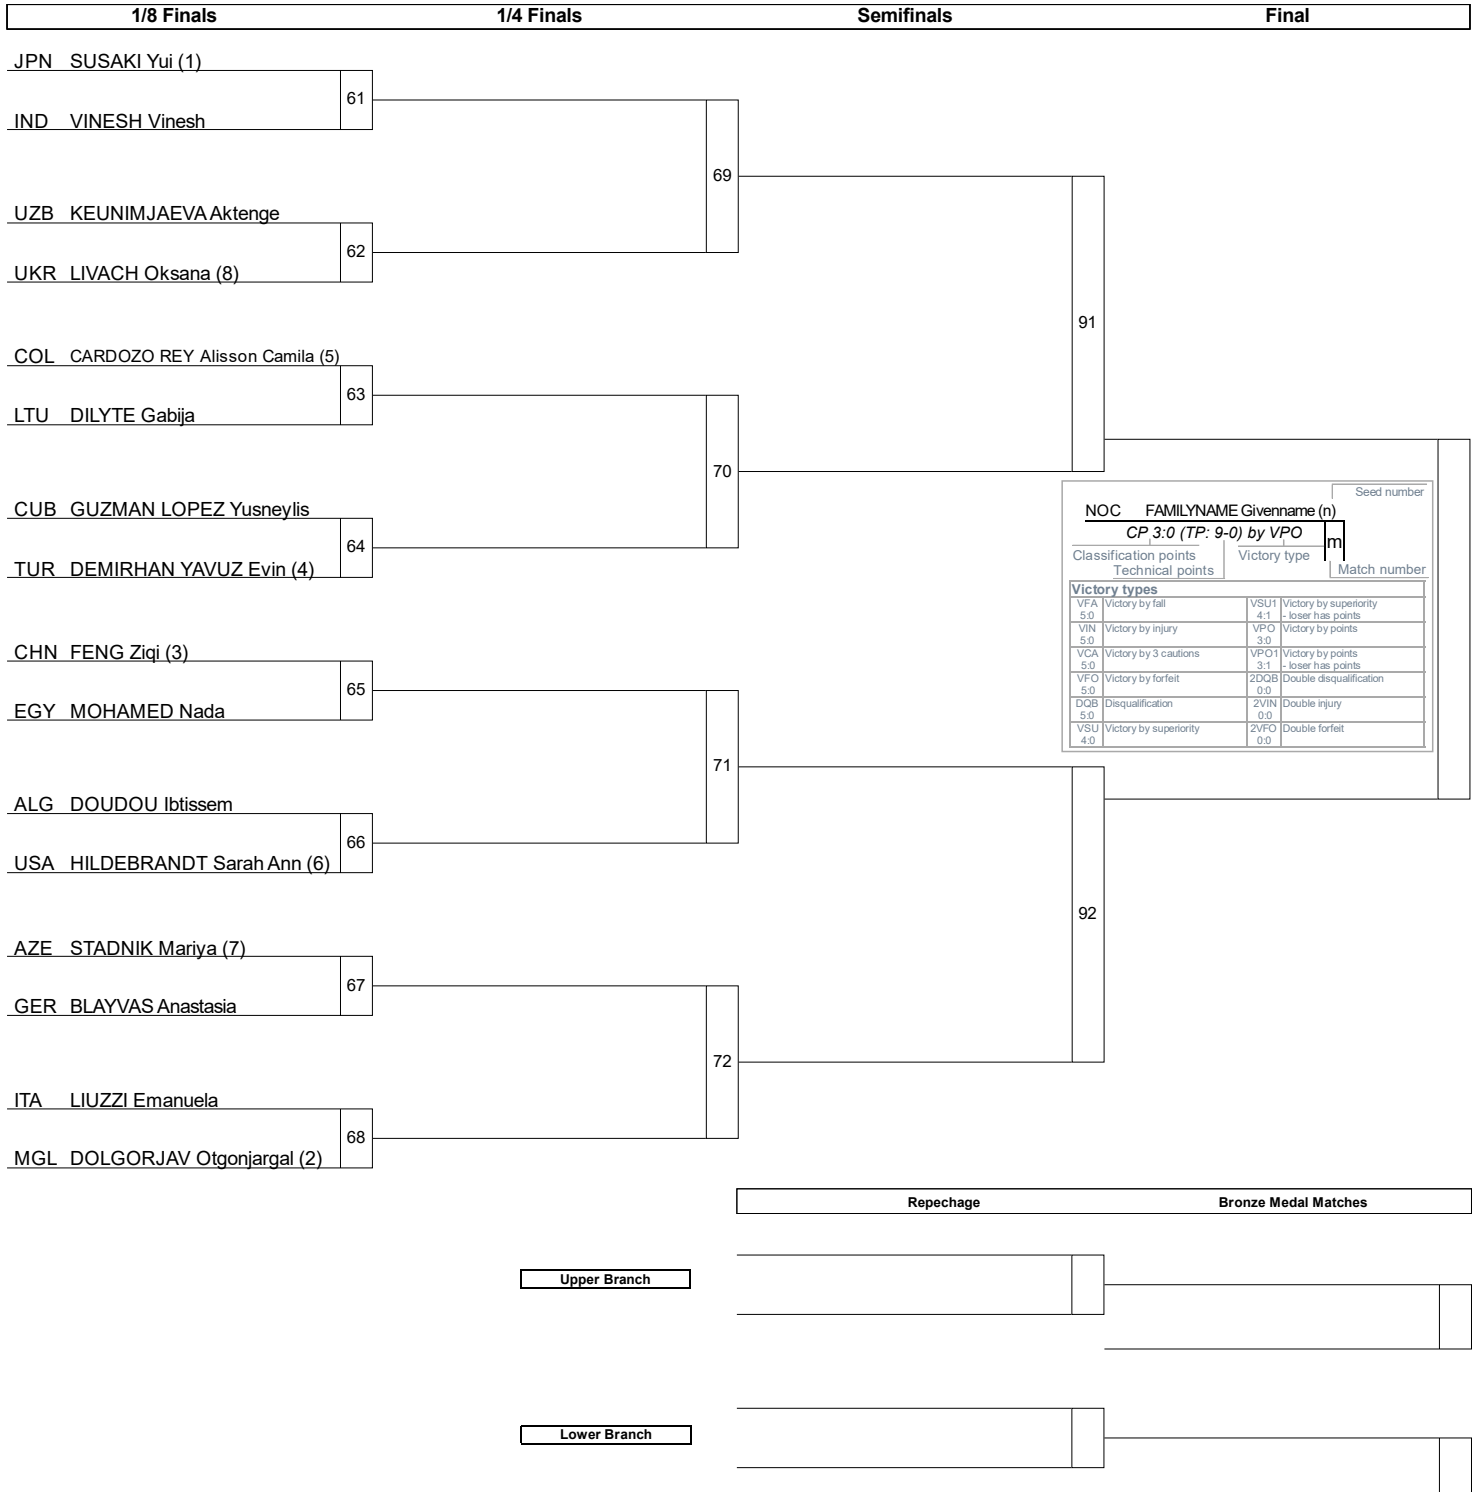 1/8 Finals 1/4 Finals Semifinals Final
JPN SUSAKI Yui (1)
61
IND VINESH Vinesh
69
UZB KEUNIMJAEVA Aktenge
62
UKR LIVACH Oksana (8)
91
COL CARDOZO REY Alisson Camila (5)
63
LTU DILYTE Gabija
70
CUB GUZMAN LOPEZ Yusneylis
64
TUR DEMIRHAN YAVUZ Evin (4)
Seed number
NOC FAMILYNAME Givenname (n)
CP 3:0 (TP: 9-0) by VPO
m
Classification points Victory type
Technical points Match number
Victory types
VFA Victory by fall VSU1 Victory by superiority
5:0 4:1 - loser has points
VIN Victory by injury VPO Victory by points
5:0 3:0
VCA Victory by 3 cautions VPO1 Victory by points
5:0 3:1 - loser has points
VFO Victory by forfeit 2DQB Double disqualification
5:0 0:0
DQB Disqualification 2VIN Double injury
5:0 0:0
VSU Victory by superiority 2VFO Double forfeit
4:0 0:0
CHN FENG Ziqi (3)
65
EGY MOHAMED Nada
71
ALG DOUDOU Ibtissem
66
USA HILDEBRANDT Sarah Ann (6)
92
AZE STADNIK Mariya (7)
67
GER BLAYVAS Anastasia
72
ITA LIUZZI Emanuela
68
MGL DOLGORJAV Otgonjargal (2)
Repechage Bronze Medal Matches
Upper Branch
Lower Branch